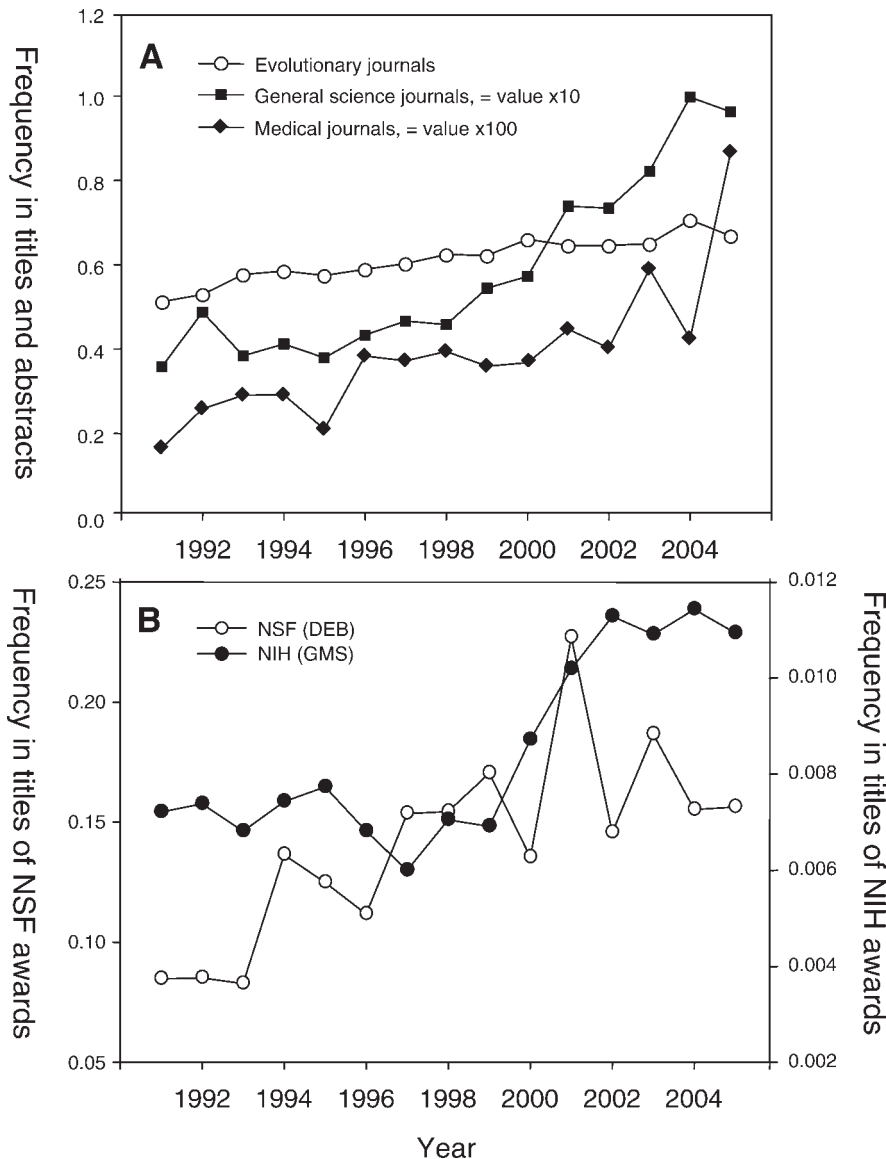 A
Evolutionary journals
General science journals, = value x10
Medical journals, = value x100
Frequency in titles and abstracts
1.2
1.0
0.8
0.6
0.4
0.2
0.0
1992 1994 1996 1998 2000 2002 2004
B
NSF (DEB)
NIH (GMS)
Frequency in titles of NSF awards
0.25
0.20
0.15
0.10
0.05
Frequency in titles of NIH awards
0.012
0.010
0.008
0.006
0.004
0.002
1992 1994 1996 1998 2000 2002 2004
Year